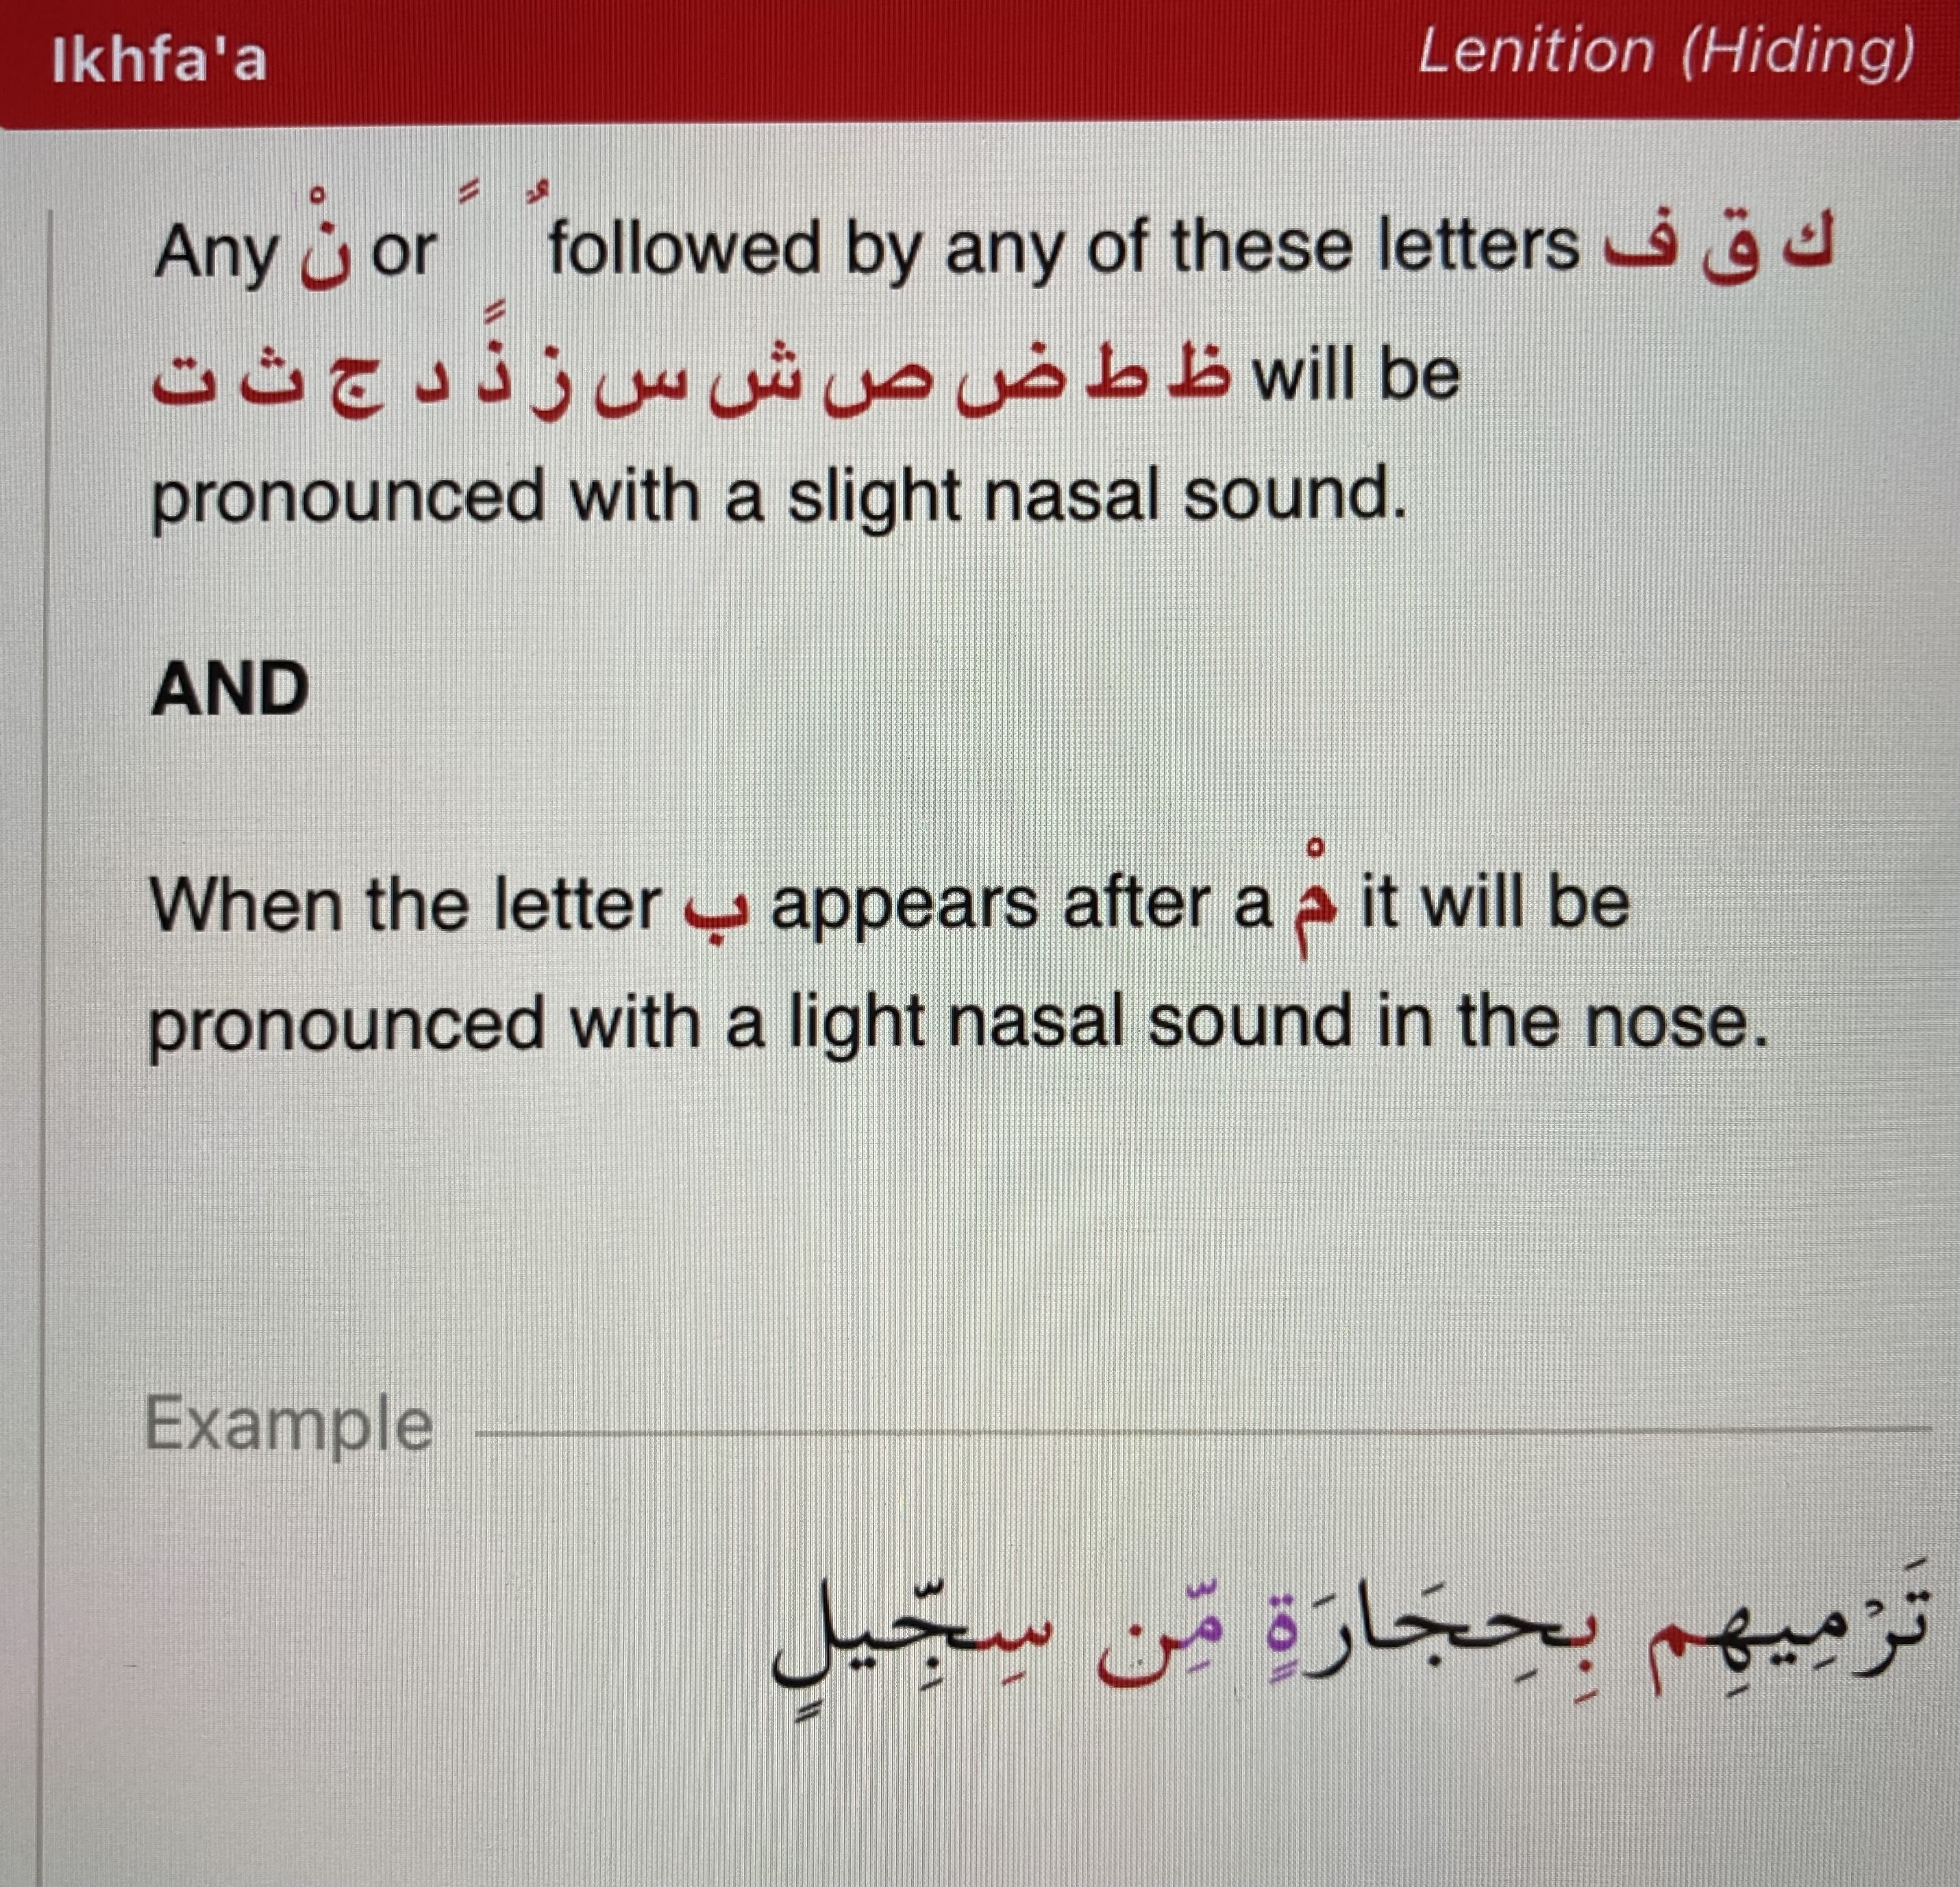 Ikhfa'a
Lenition (Hiding)
Any نْ or ً ٌ followed by any of these letters ف ق ك
ت ث ج د ذً ز س ش ص ض ط ظ will be
pronounced with a slight nasal sound.
AND
When the letter ب appears after a مْ it will be
pronounced with a light nasal sound in the nose.
Example
تَرْمِيهِم بِحِجَارَةٍ مِّن سِجِّيلٍ